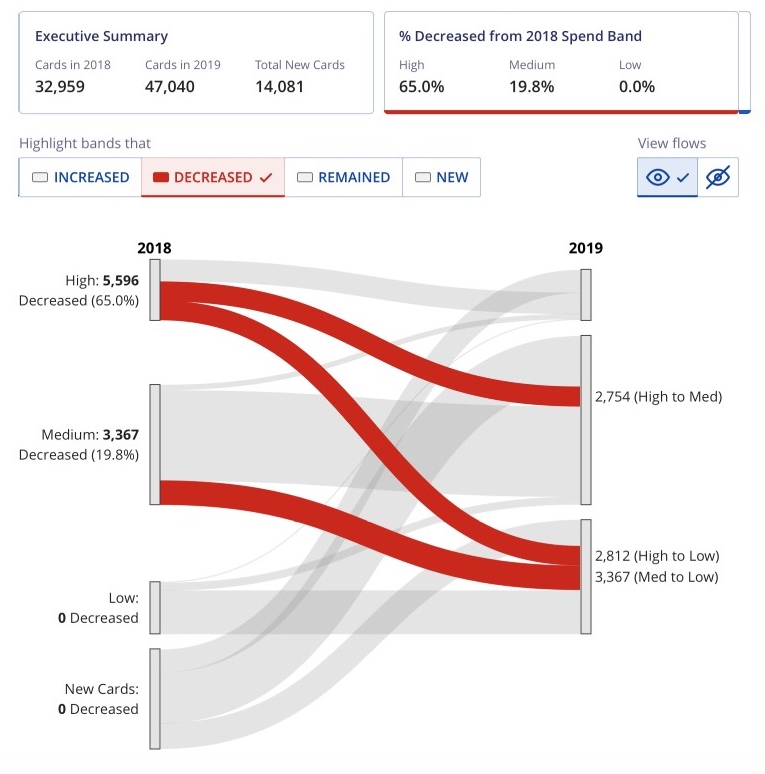 Executive Summary
Cards in 2018 Cards in 2019 Total New Cards
32,959 47,040 14,081
% Decreased from 2018 Spend Band
High Medium Low
65.0% 19.8% 0.0%
Highlight bands that
INCREASED DECREASED REMAINED NEW
View flows
2018
2019
High: 5,596
Decreased (65.0%)
2,754 (High to Med)
Medium: 3,367
Decreased (19.8%)
2,812 (High to Low)
3,367 (Med to Low)
Low:
0 Decreased
New Cards:
0 Decreased